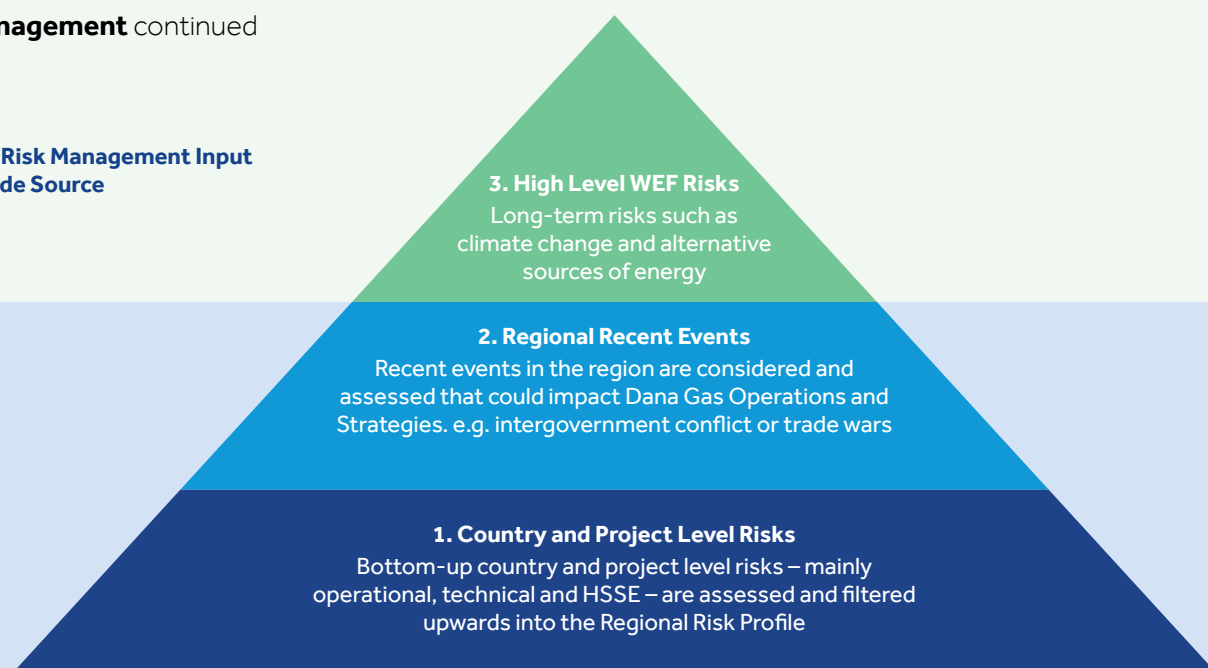 nagement continued
Risk Management Input
de Source
3. High Level WEF Risks
Long-term risks such as
climate change and alternative
sources of energy
2. Regional Recent Events
Recent events in the region are considered and
assessed that could impact Dana Gas Operations and
Strategies. e.g. intergovernment conflict or trade wars
1. Country and Project Level Risks
Bottom-up country and project level risks – mainly
operational, technical and HSSE – are assessed and filtered
upwards into the Regional Risk Profile